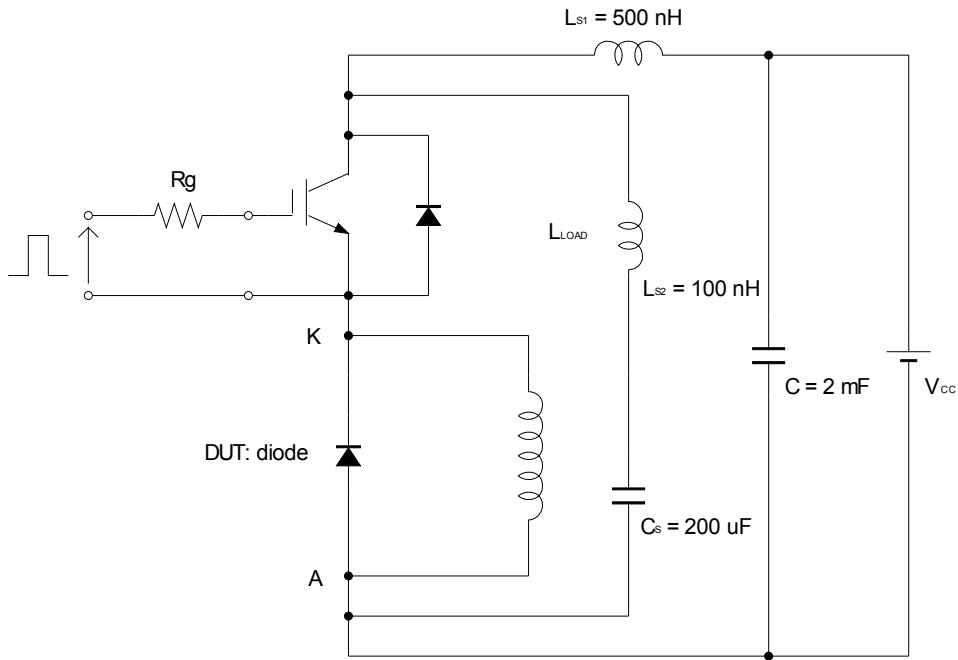 LS1 = 500 nH
Rg
LLOAD
LS2 = 100 nH
K
C = 2 mF
VCC
DUT: diode
CS = 200 uF
A